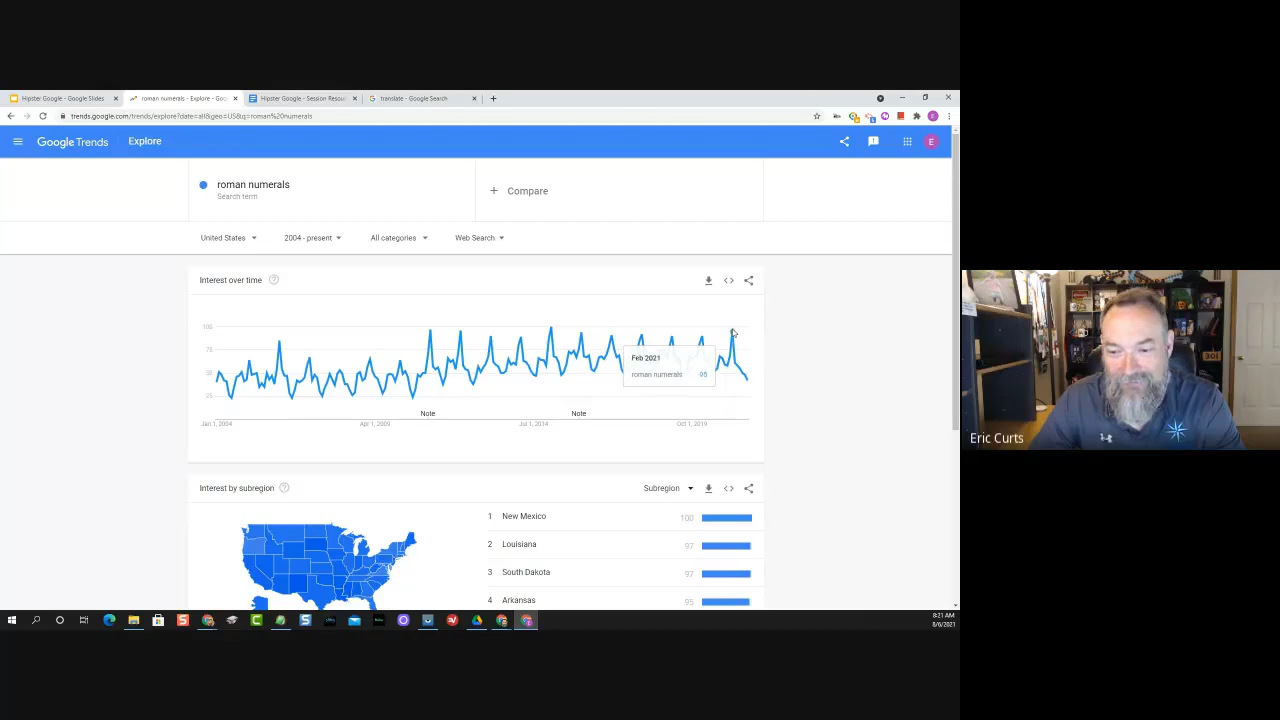 Hipster Google - Google Slides
roman numerals - Explore - Goo
Hipster Google - Session Resou
translate - Google Search
trends.google.com/trends/explore?date=all&geo=US&q=roman%20numerals
E
Google Trends
Explore
E
roman numerals
Search term
+ Compare
United States
2004 - present
All categories
Web Search
Interest over time
100
75
50
25
Feb 2021
roman numerals 95
Note
Note
Jan 1, 2004
Apr 1, 2009
Jul 1, 2014
Oct 1, 2019
Interest by subregion
Subregion
1 New Mexico 100
2 Louisiana 97
3 South Dakota 97
4 Arkansas 95
8:21 AM
8/6/2021
Eric Curts